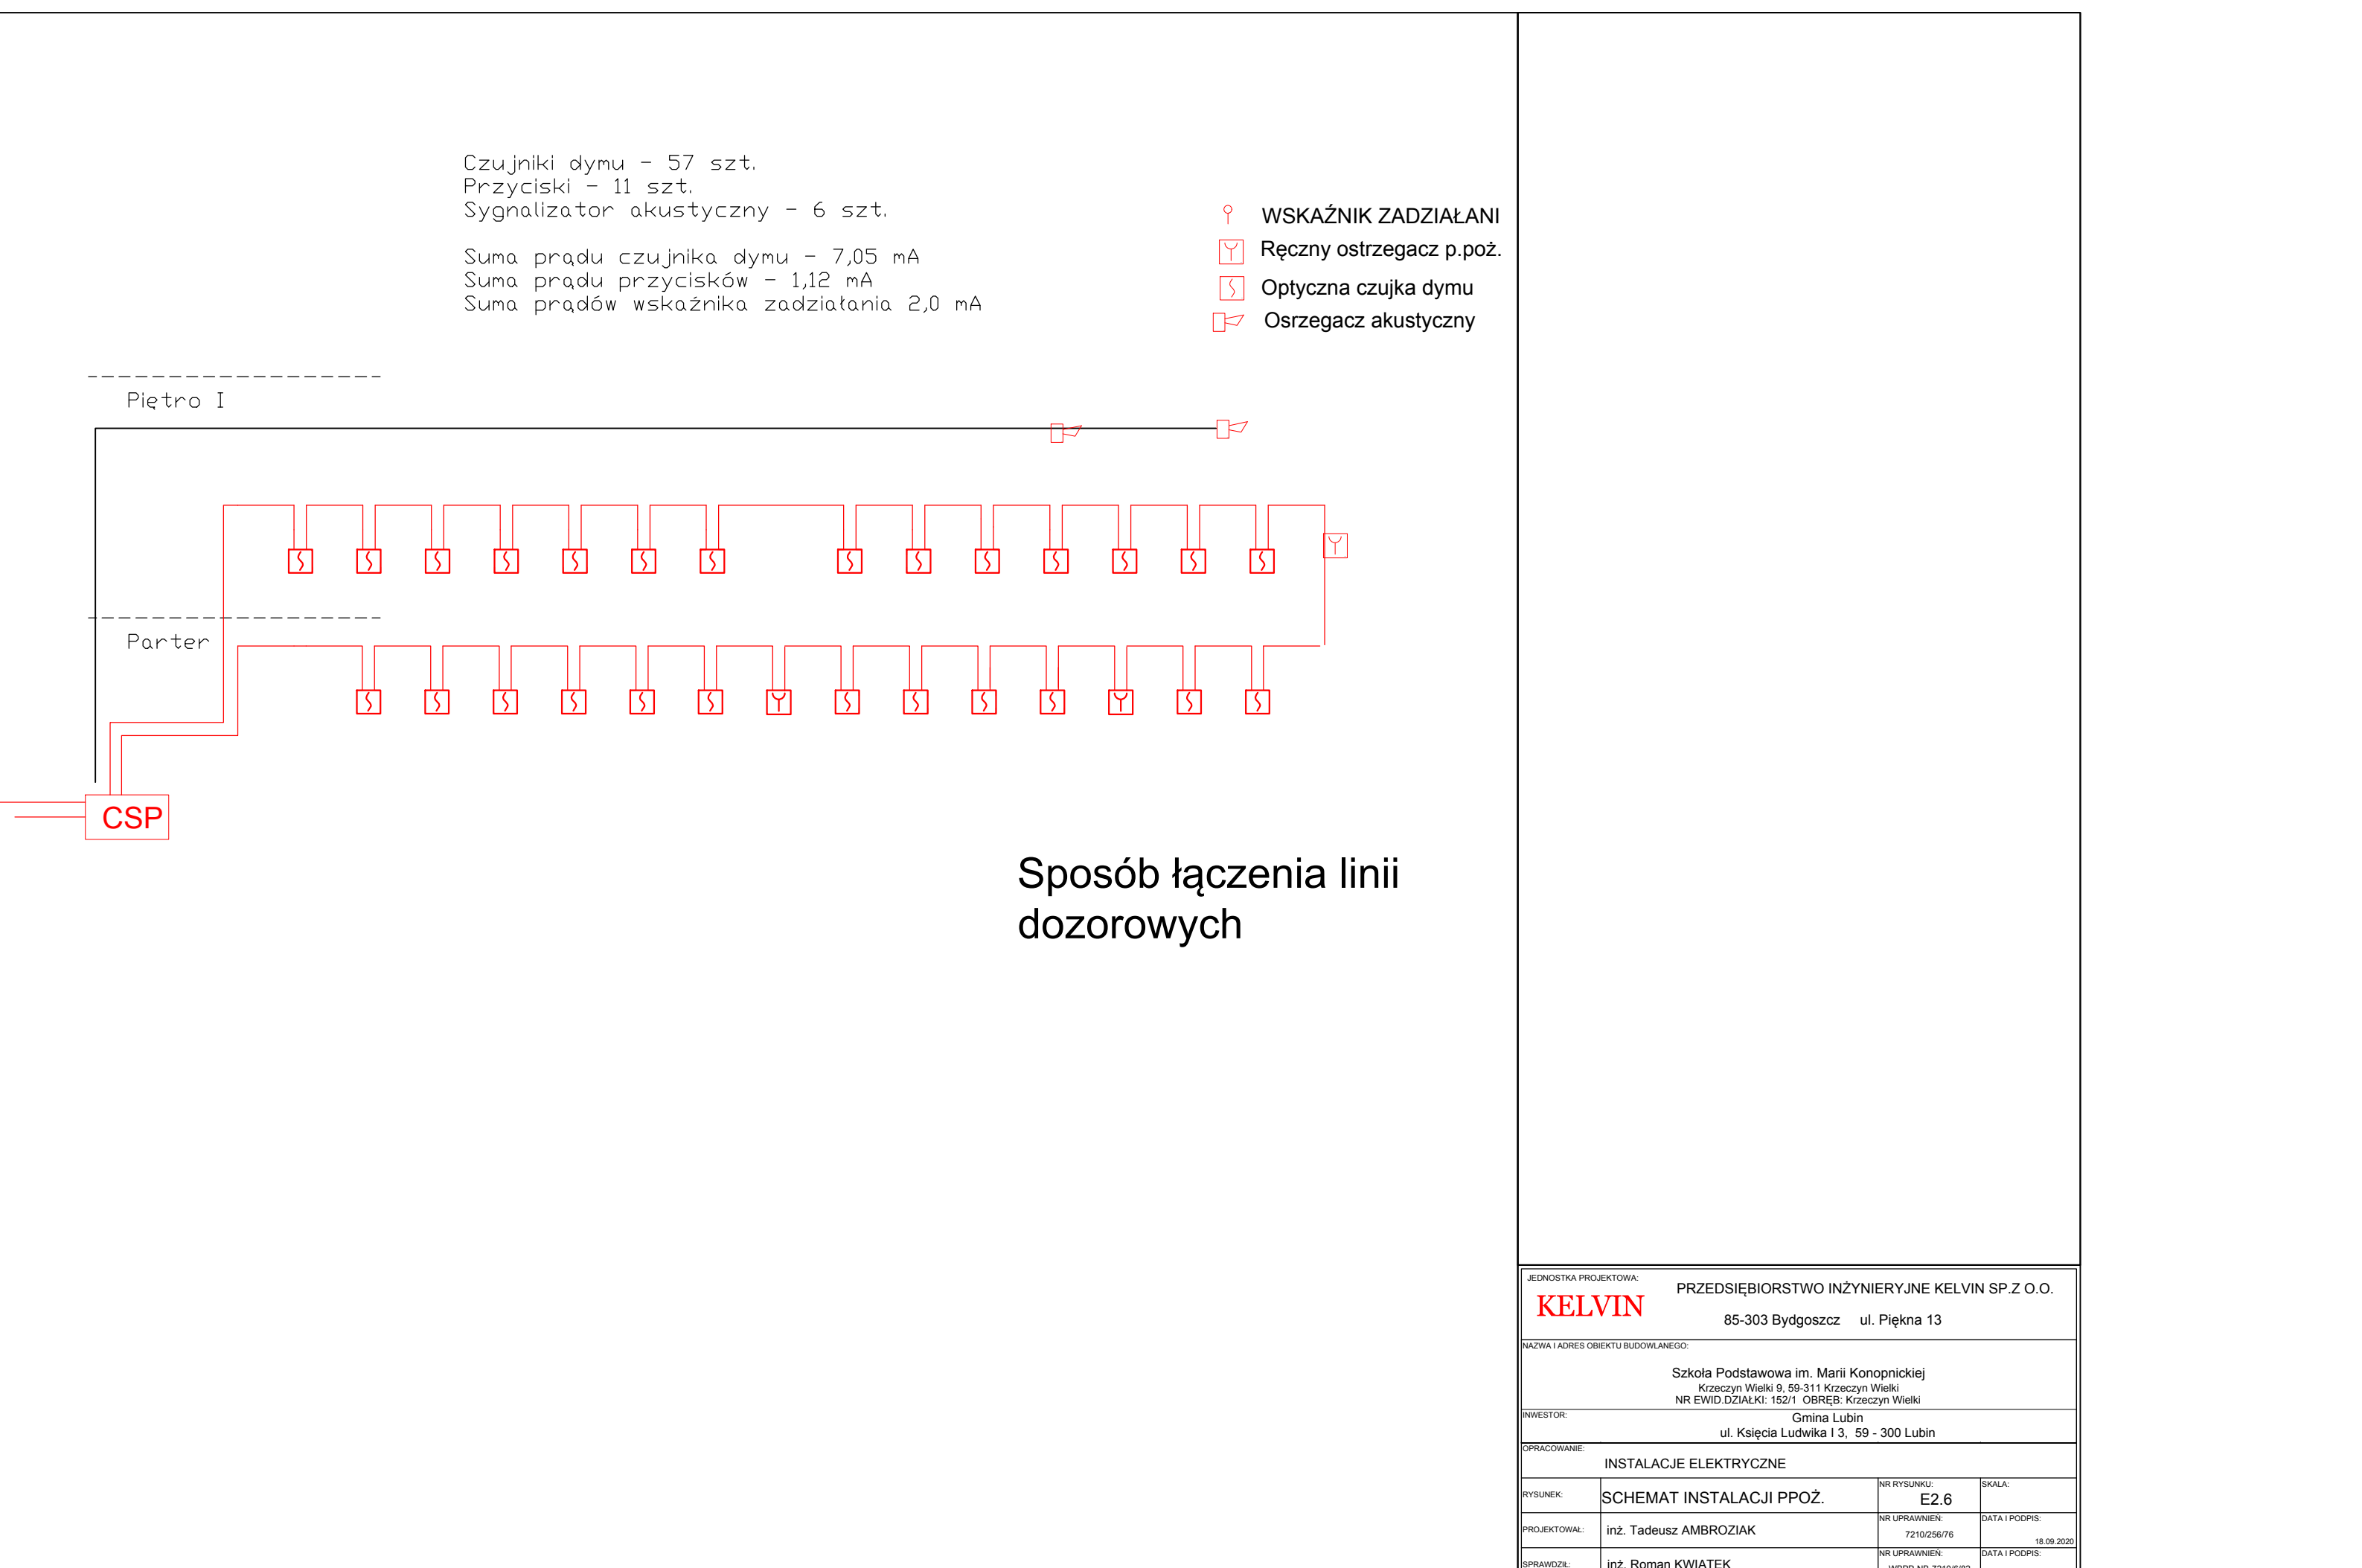 Czujniki dymu - 57 szt.
Przyciski - 11 szt.
Sygnalizator akustyczny - 6 szt.
Suma prądu czujnika dymu - 7,05 mA
Suma prądu przycisków - 1,12 mA
Suma prądów wskaźnika zadziałania 2,0 mA
WSKAŹNIK ZADZIAŁANI
Ręczny ostrzegacz p.poż.
Optyczna czujka dymu
Osrzegacz akustyczny
Piętro I
Parter
CSP
Sposób łączenia linii
dozorowych
JEDNOSTKA PROJEKTOWA:
KELVIN
PRZEDSIĘBIORSTWO INŻYNIERYJNE KELVIN SP.Z O.O.
85-303 Bydgoszcz ul. Piękna 13
NAZWA I ADRES OBIEKTU BUDOWLANEGO:
Szkoła Podstawowa im. Marii Konopnickiej
Krzeczyn Wielki 9, 59-311 Krzeczyn Wielki
NR EWID.DZIAŁKI: 152/1 OBRĘB: Krzeczyn Wielki
INWESTOR:
Gmina Lubin
ul. Księcia Ludwika I 3, 59 - 300 Lubin
OPRACOWANIE:
INSTALACJE ELEKTRYCZNE
RYSUNEK:
SCHEMAT INSTALACJI PPOŻ.
NR RYSUNKU:
E2.6
SKALA:
PROJEKTOWAŁ:
inż. Tadeusz AMBROZIAK
NR UPRAWNIEŃ:
7210/256/76
DATA I PODPIS:
18.09.2020
SPRAWDZIŁ:
inż. Roman KWIATEK
NR UPRAWNIEŃ:
DATA I PODPIS: